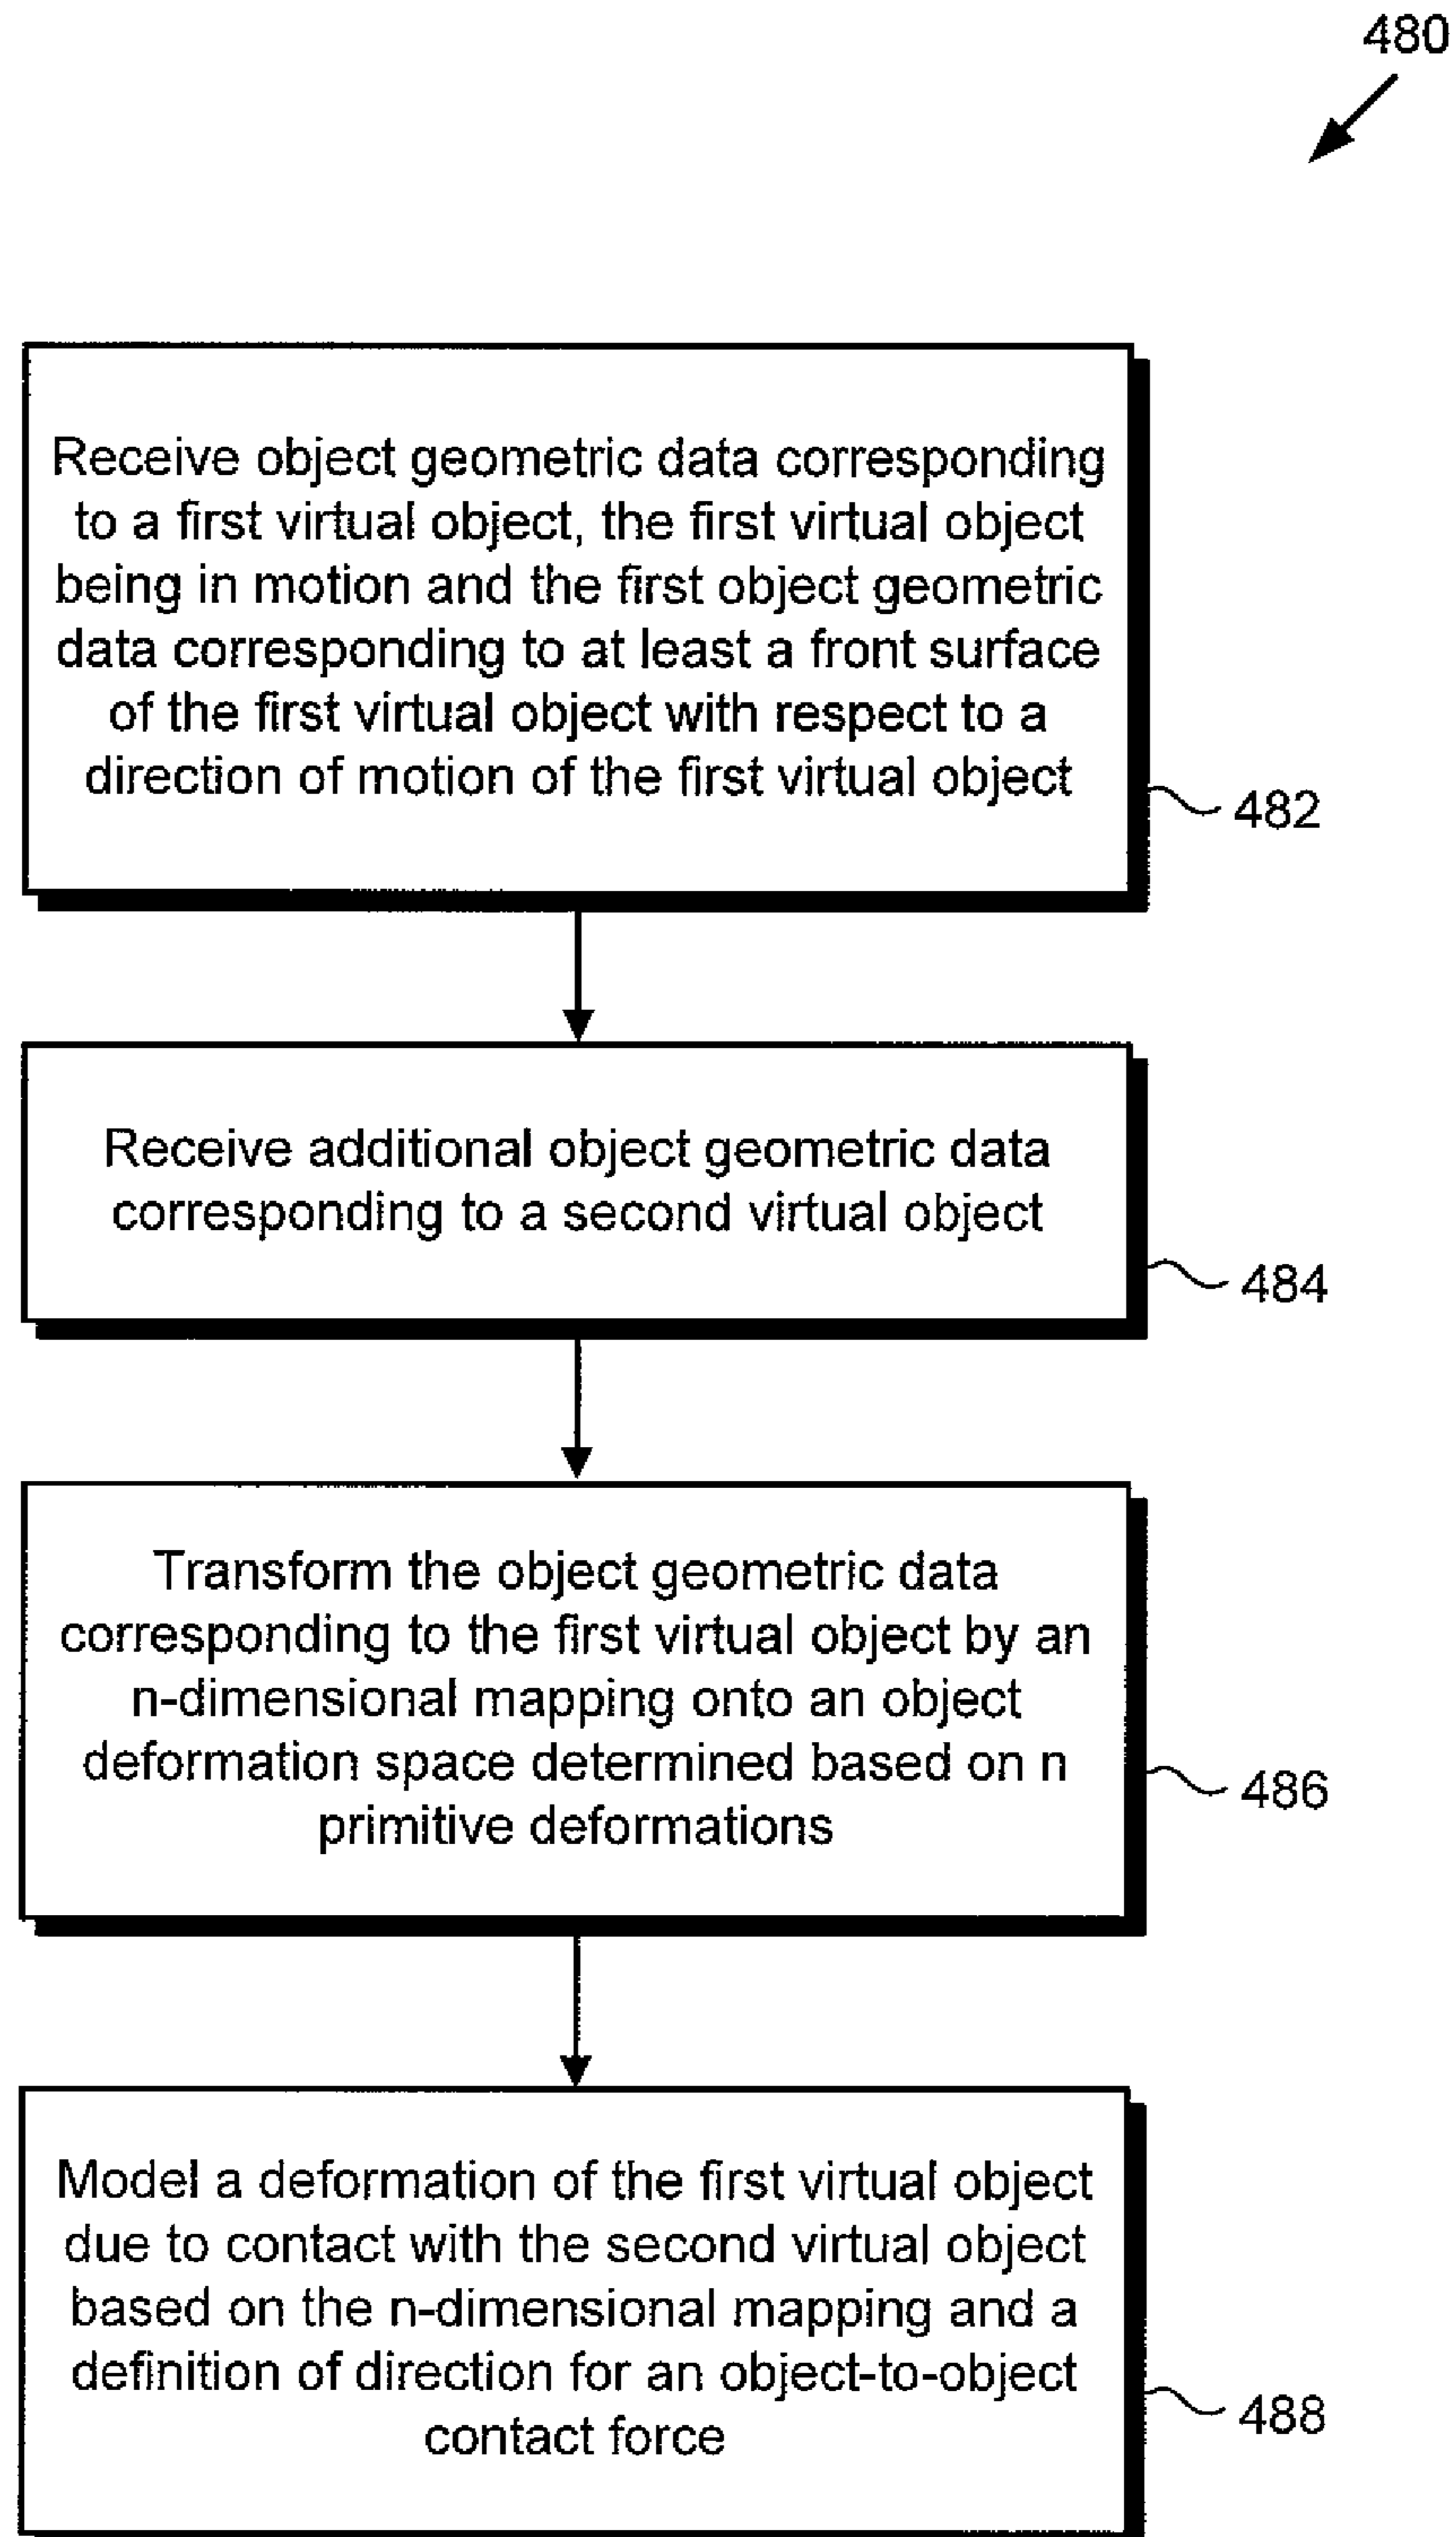 480
Receive object geometric data corresponding
to a first virtual object, the first virtual object
being in motion and the first object geometric
data corresponding to at least a front surface
of the first virtual object with respect to a
direction of motion of the first virtual object
482
Receive additional object geometric data
corresponding to a second virtual object
484
Transform the object geometric data
corresponding to the first virtual object by an
n-dimensional mapping onto an object
deformation space determined based on n
primitive deformations
486
Model a deformation of the first virtual object
due to contact with the second virtual object
based on the n-dimensional mapping and a
definition of direction for an object-to-object
contact force
488